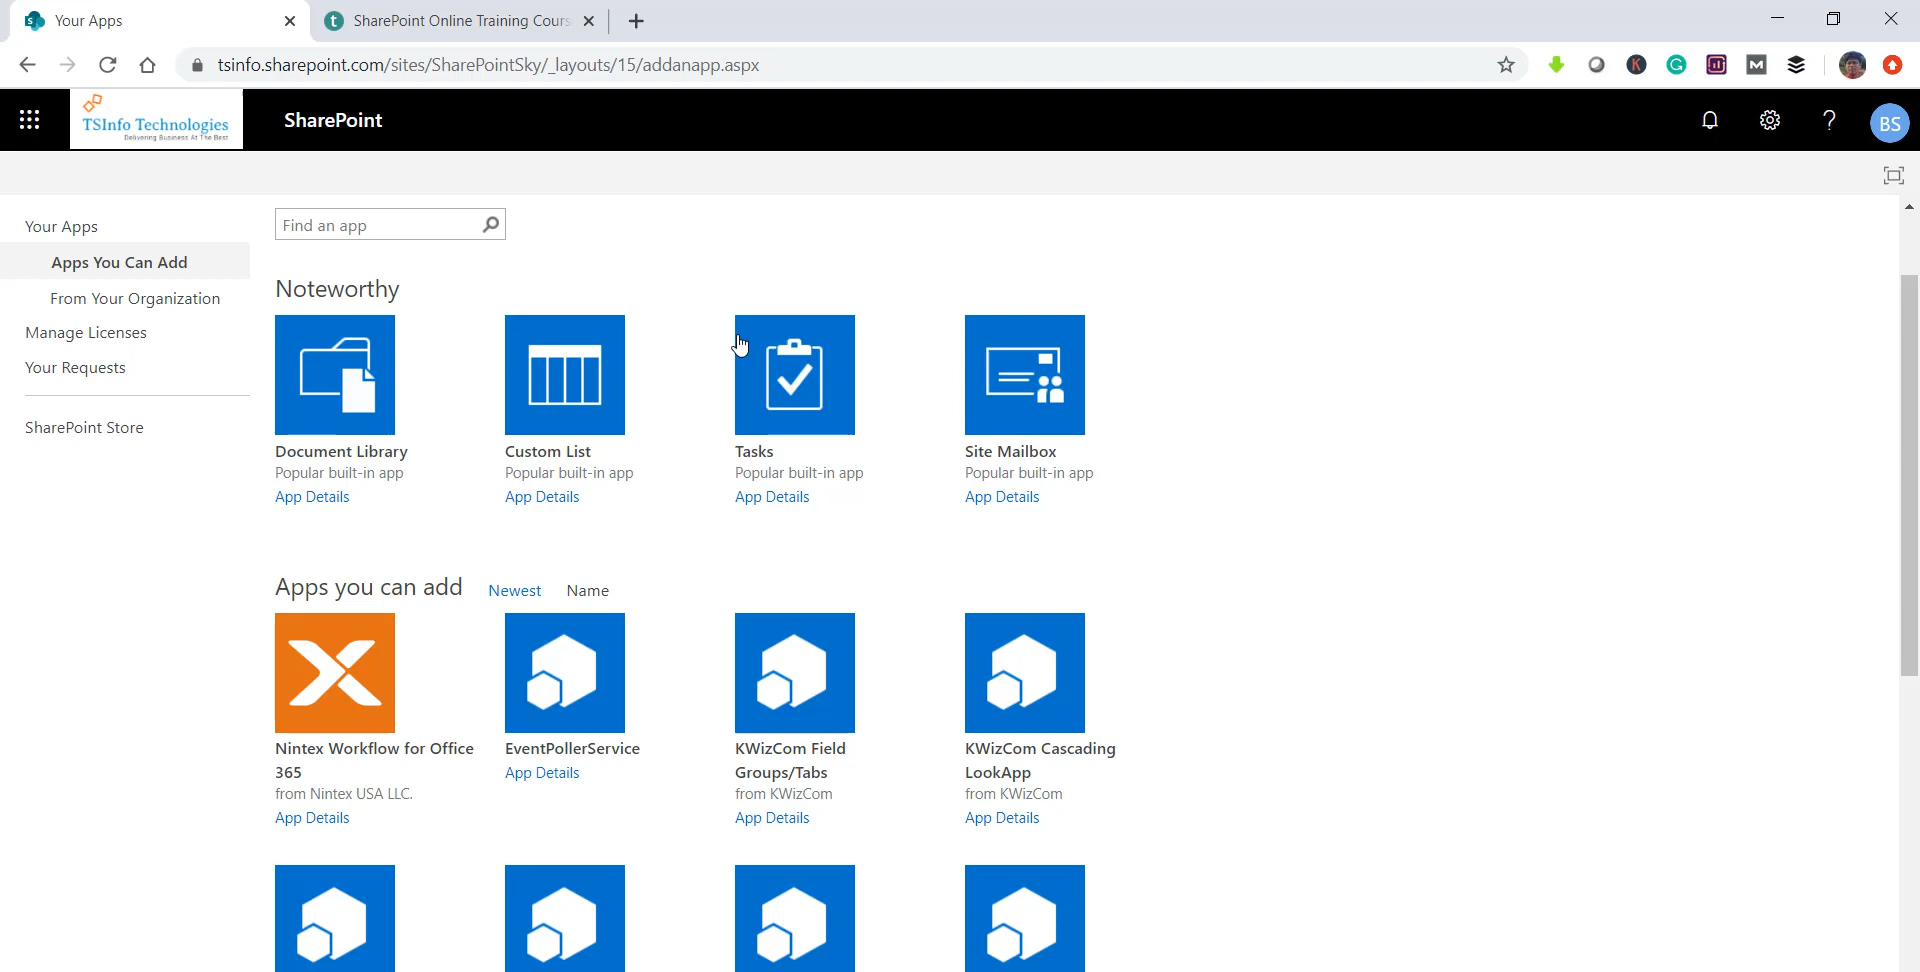 Your Apps
SharePoint Online Training Cours
tsinfo.sharepoint.com/sites/SharePointSky/_layouts/15/addanapp.aspx
TSInfo Technologies
Delivering Business At The Best
SharePoint
BS
Your Apps
Apps You Can Add
From Your Organization
Manage Licenses
Your Requests
SharePoint Store
Find an app
Noteworthy
Document Library
Popular built-in app
App Details
Custom List
Popular built-in app
App Details
Tasks
Popular built-in app
App Details
Site Mailbox
Popular built-in app
App Details
Apps you can add Newest Name
Nintex Workflow for Office
365
from Nintex USA LLC.
App Details
EventPollerService
App Details
KWizCom Field
Groups/Tabs
from KWizCom
App Details
KWizCom Cascading
LookApp
from KWizCom
App Details